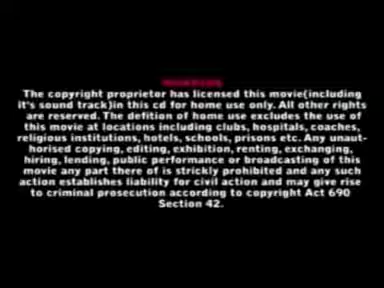 The copyright proprietor has licensed this movie(including
it's sound track)in this cd for home use only. All other rights
are reserved. The defition of home use excludes the use of
this movie at locations including clubs, hospitals, coaches,
religious institutions, hotels, schools, prisons etc. Any unaut-
horised copying, editing, exhibition, renting, exchanging,
hiring, lending, public performance or broadcasting of this
movie any part there of is strickly prohibited and any such
action establishes liability for civil action and may give rise
to criminal prosecution according to copyright Act 690
Section 42.